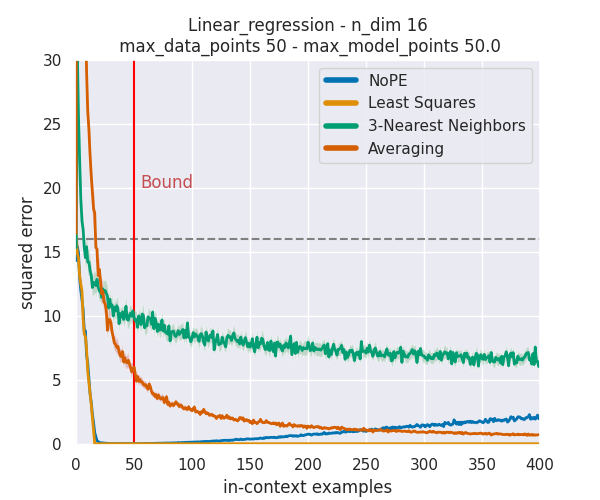 Linear_regression - n_dim 16
max_data_points 50 - max_model_points 50.0
30
25
20
15
10
5
0
squared error
NoPE
Least Squares
3-Nearest Neighbors
Averaging
Bound
0 50 100 150 200 250 300 350 400
in-context examples